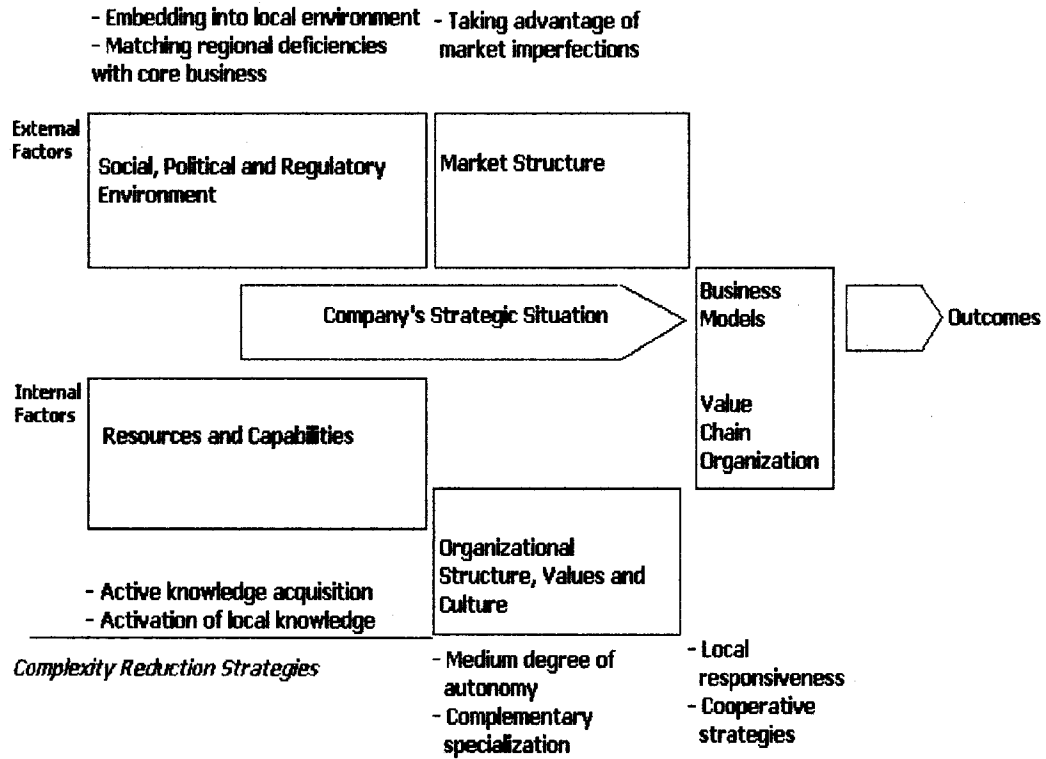 - Embedding into local environment
- Matching regional deficiencies
with core business
- Taking advantage of
market imperfections
External
Factors
Social, Political and Regulatory
Environment
Market Structure
Company's Strategic Situation
Business
Models
Value
Chain
Organization
Outcomes
Internal
Factors
Resources and Capabilities
Organizational
Structure, Values and
Culture
- Active knowledge acquisition
- Activation of local knowledge
Complexity Reduction Strategies
- Medium degree of
autonomy
- Complementary
specialization
- Local
responsiveness
- Cooperative
strategies